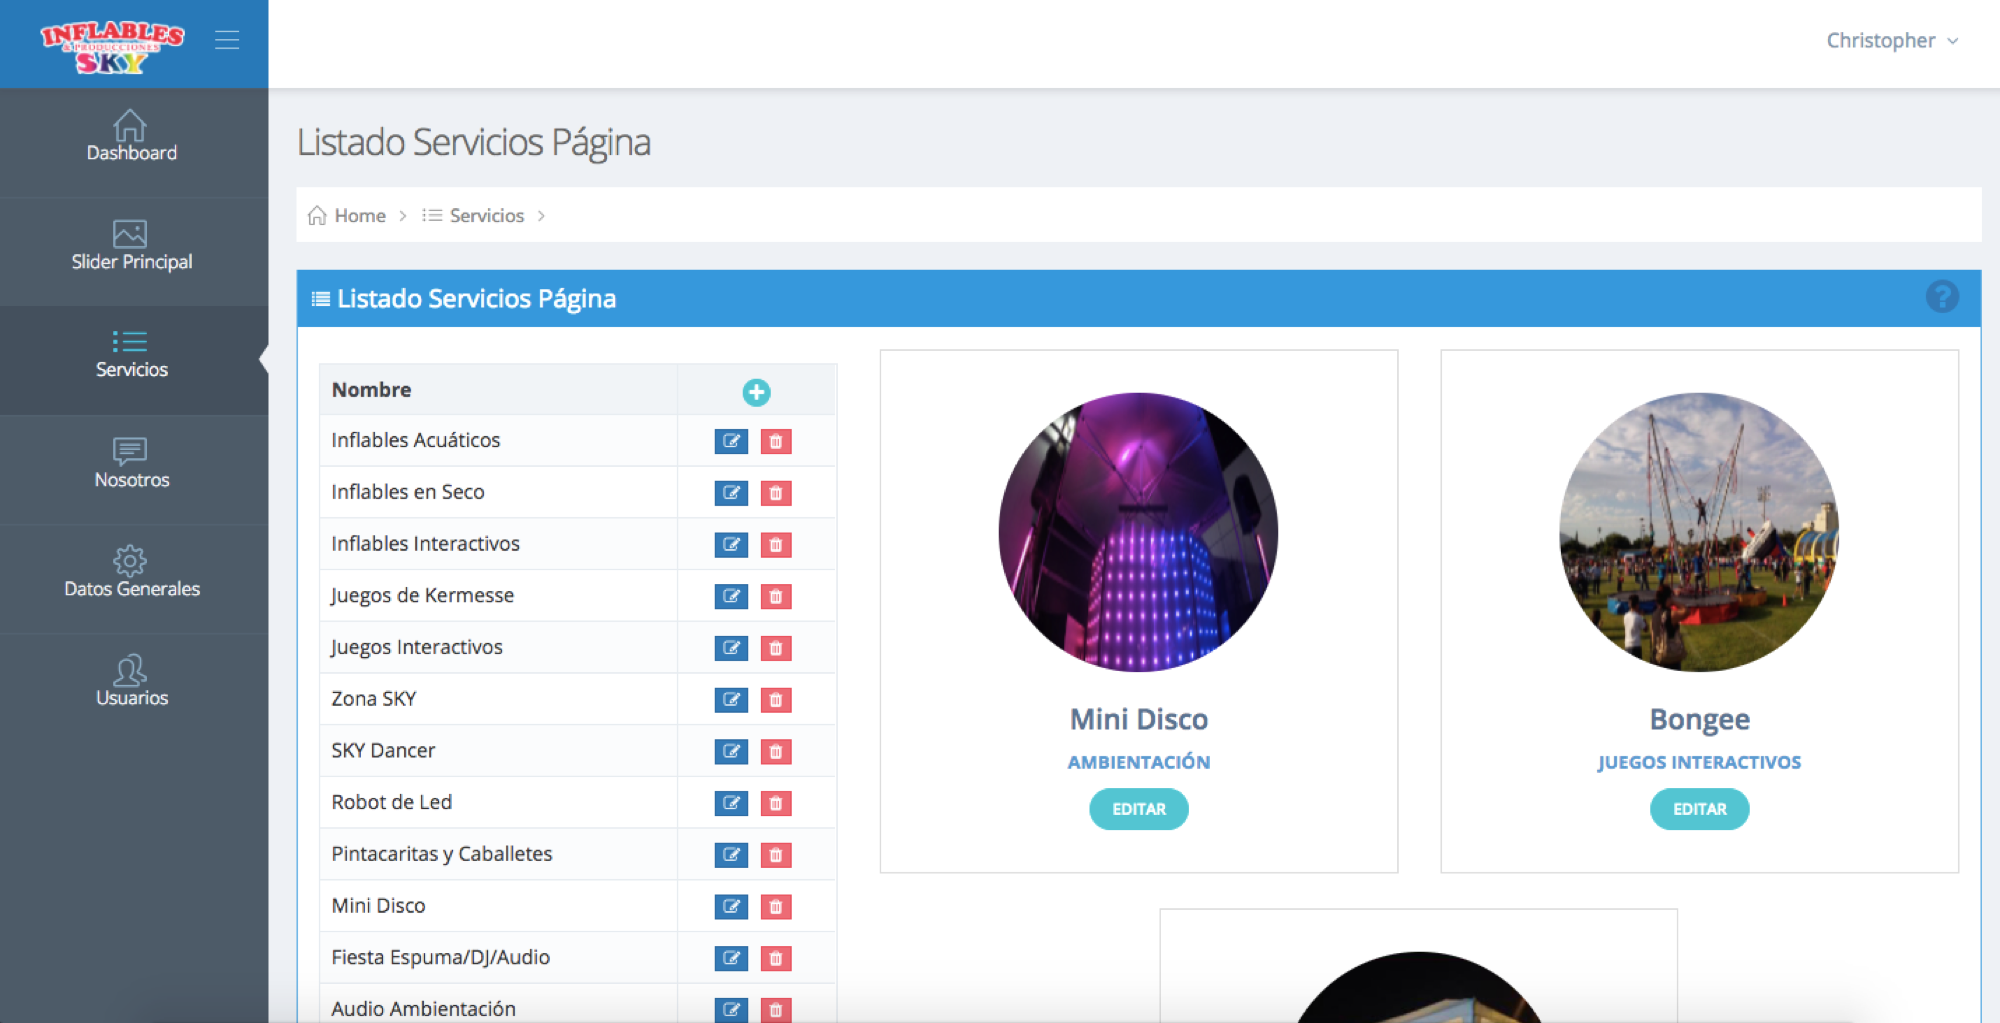 INFLABLES
& PRODUCCIONES
SKY
Christopher
Dashboard
Slider Principal
Servicios
Nosotros
Datos Generales
Usuarios
Listado Servicios Página
Home > Servicios >
Listado Servicios Página
Nombre
Inflables Acuáticos
Inflables en Seco
Inflables Interactivos
Juegos de Kermesse
Juegos Interactivos
Zona SKY
SKY Dancer
Robot de Led
Pintacaritas y Caballetes
Mini Disco
Fiesta Espuma/DJ/Audio
Audio Ambientación
Mini Disco
AMBIENTACIÓN
EDITAR
Bongee
JUEGOS INTERACTIVOS
EDITAR